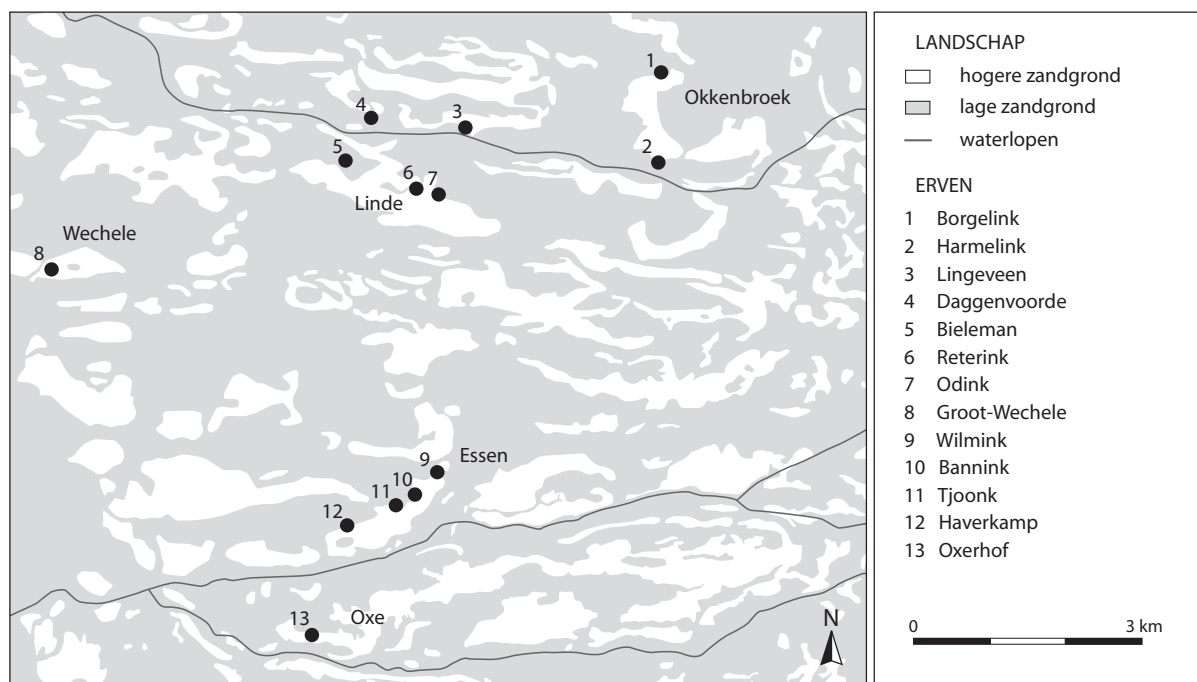 1
Okkenbroek
4
3
5
2
6
7
Linde
Wechele
8
Essen
9
10
11
12
13
Oxe
N
LANDSCHAP
hogere zandgrond
lage zandgrond
waterlopen
ERVEN
1 Borgelink
2 Harmelink
3 Lingeveen
4 Daggenvoorde
5 Bieleman
6 Reterink
7 Odink
8 Groot-Wechele
9 Wilmink
10 Bannink
11 Tjoonk
12 Haverkamp
13 Oxerhof
0 3 km